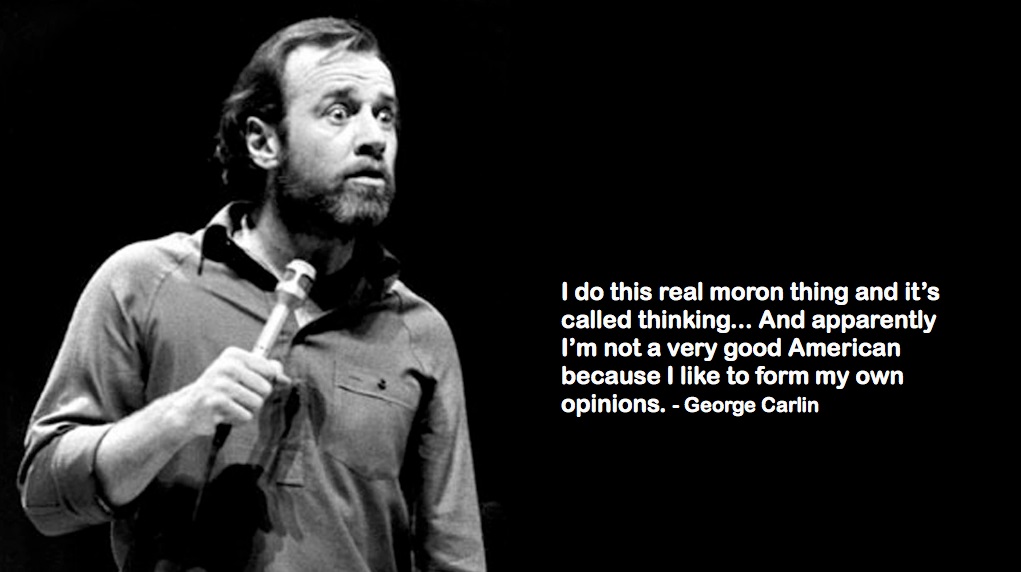 I do this real moron thing and it’s
called thinking... And apparently
I’m not a very good American
because I like to form my own
opinions. - George Carlin